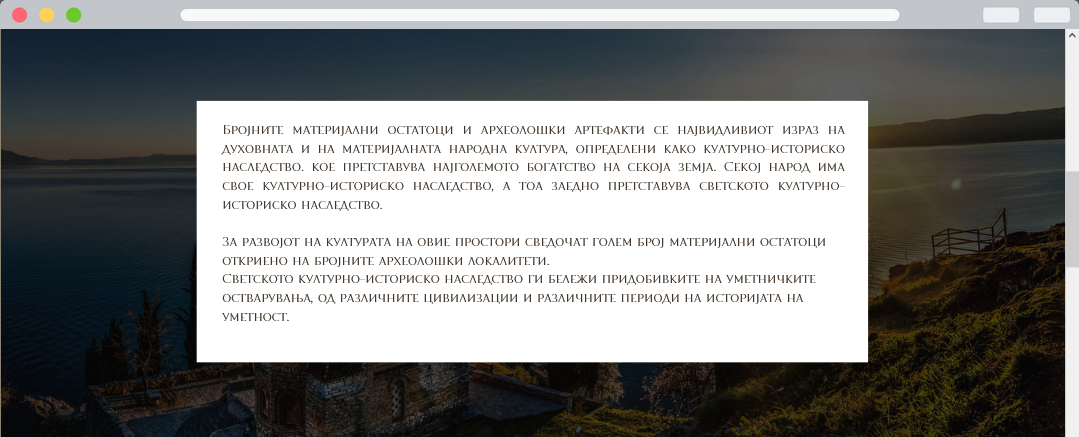 Бројните материјални остатоци и археолошки артефакти се највидливиот израз на
духовната и на материјалната народна култура, определени како културно-историско
наследство. кое претставува најголемото богатство на секоја земја. Секој народ има
свое културно-историско наследство, а тоа заедно претставува светското културно-
историско наследство.
За развојот на културата на овие простори сведочат голем број материјални остатоци
откриено на бројните археолошки локалитети.
Светското културно-историско наследство ги бележи придобивките на уметничките
остварувања, од различните цивилизации и различните периоди на историјата на
уметност.